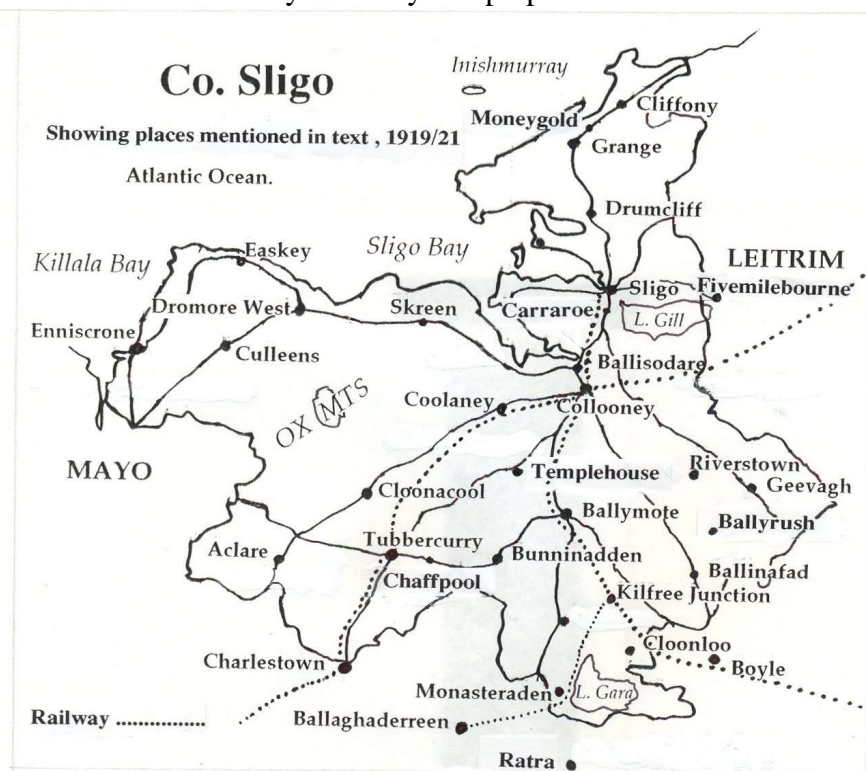 Co. Sligo
Showing places mentioned in text , 1919/21
Atlantic Ocean.
Inishmurray
Moneygold
Cliffony
Grange
Drumcliff
Sligo Bay
Killala Bay
Easkey
LEITRIM
Sligo
Fivemilebourne
Dromore West
Skreen
Carraroe
L. Gill
Enniscrone
Culleens
Ballisodare
OX MTS
Coolaney
Collooney
MAYO
Templehouse
Riverstown
Geevagh
Cloonacool
Ballymote
Ballyrush
Aclare
Tubbercurry
Bunninadden
Chaffpool
Ballinafad
Kilfree Junction
Cloonloo
Boyle
Charlestown
Monasteraden
L. Gara
Railway ................
Ballaghaderreen
Ratra